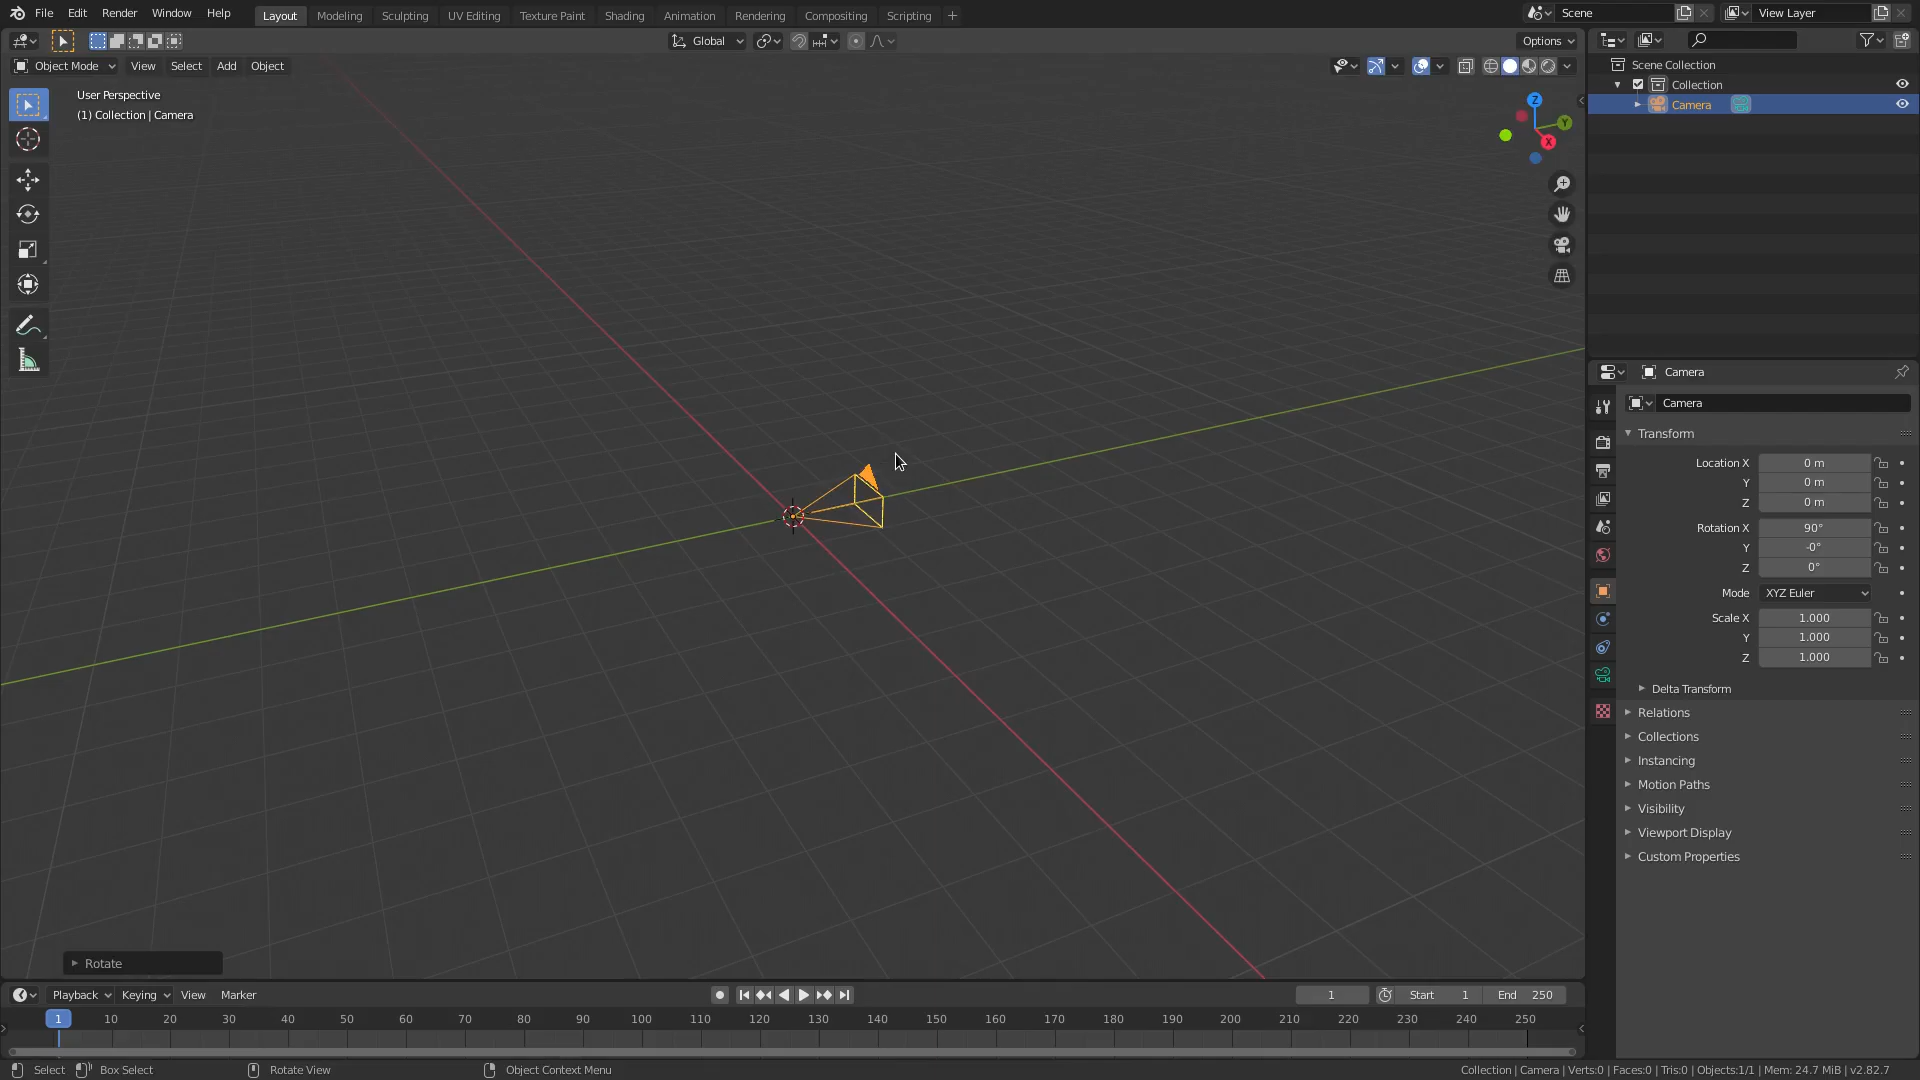 File Edit Render Window Help Layout Modeling Sculpting UV Editing Texture Paint Shading Animation Rendering Compositing Scripting + Scene View Layer
Global Options
Object Mode View Select Add Object
User Perspective
(1) Collection | Camera
Z
Y
X
Scene Collection
Collection
Camera
Camera
Camera
Transform
Location X 0 m
Y 0 m
Z 0 m
Rotation X 90°
Y -0°
Z 0°
Mode XYZ Euler
Scale X 1.000
Y 1.000
Z 1.000
Delta Transform
Relations
Collections
Instancing
Motion Paths
Visibility
Viewport Display
Custom Properties
Rotate
Playback Keying View Marker 1 Start 1 End 250
1 10 20 30 40 50 60 70 80 90 100 110 120 130 140 150 160 170 180 190 200 210 220 230 240 250
Select Box Select Rotate View Object Context Menu Collection | Camera | Verts:0 | Faces:0 | Tris:0 | Objects:1/1 | Mem: 24.7 MiB | v2.82.7